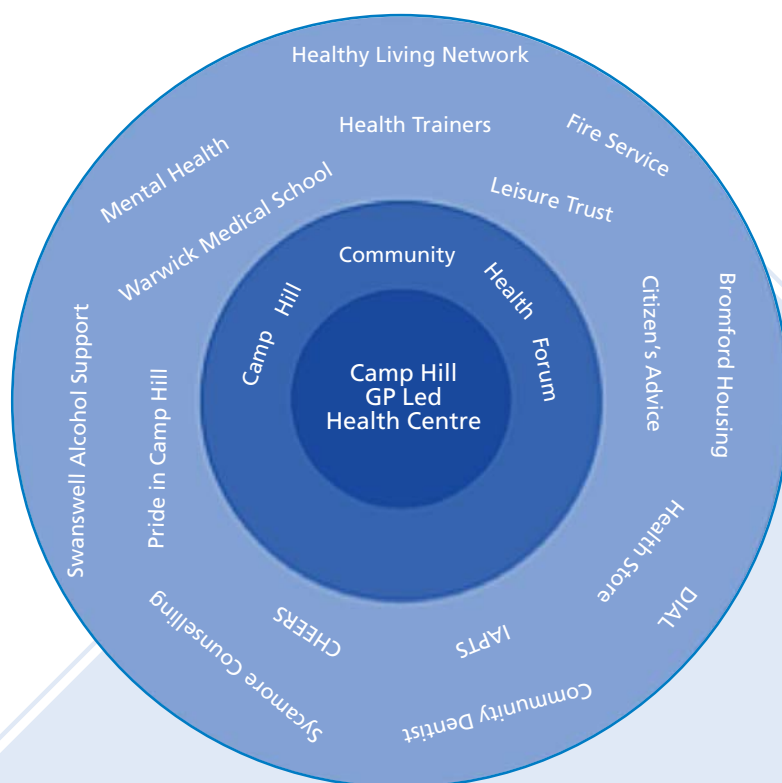 Healthy Living Network
Health Trainers
Fire Service
Mental Health
Leisure Trust
Warwick Medical School
Community
Health
Camp Hill
Forum
Citizen's Advice
Bromford Housing
Camp Hill
GP Led
Health Centre
Swanswell Alcohol Support
Pride in Camp Hill
Health Store
DIAL
CHEERS
IAPTS
Sycamore Counselling
Community Dentist